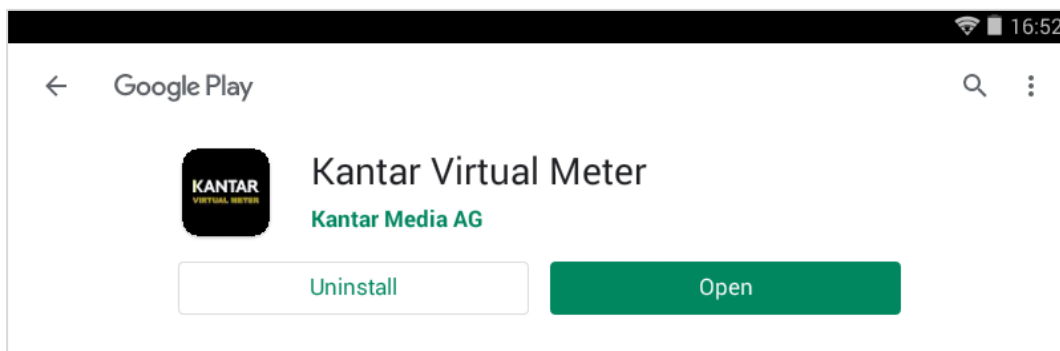 16:52
Google Play
KANTAR
VIRTUAL METER
Kantar Virtual Meter
Kantar Media AG
Uninstall
Open